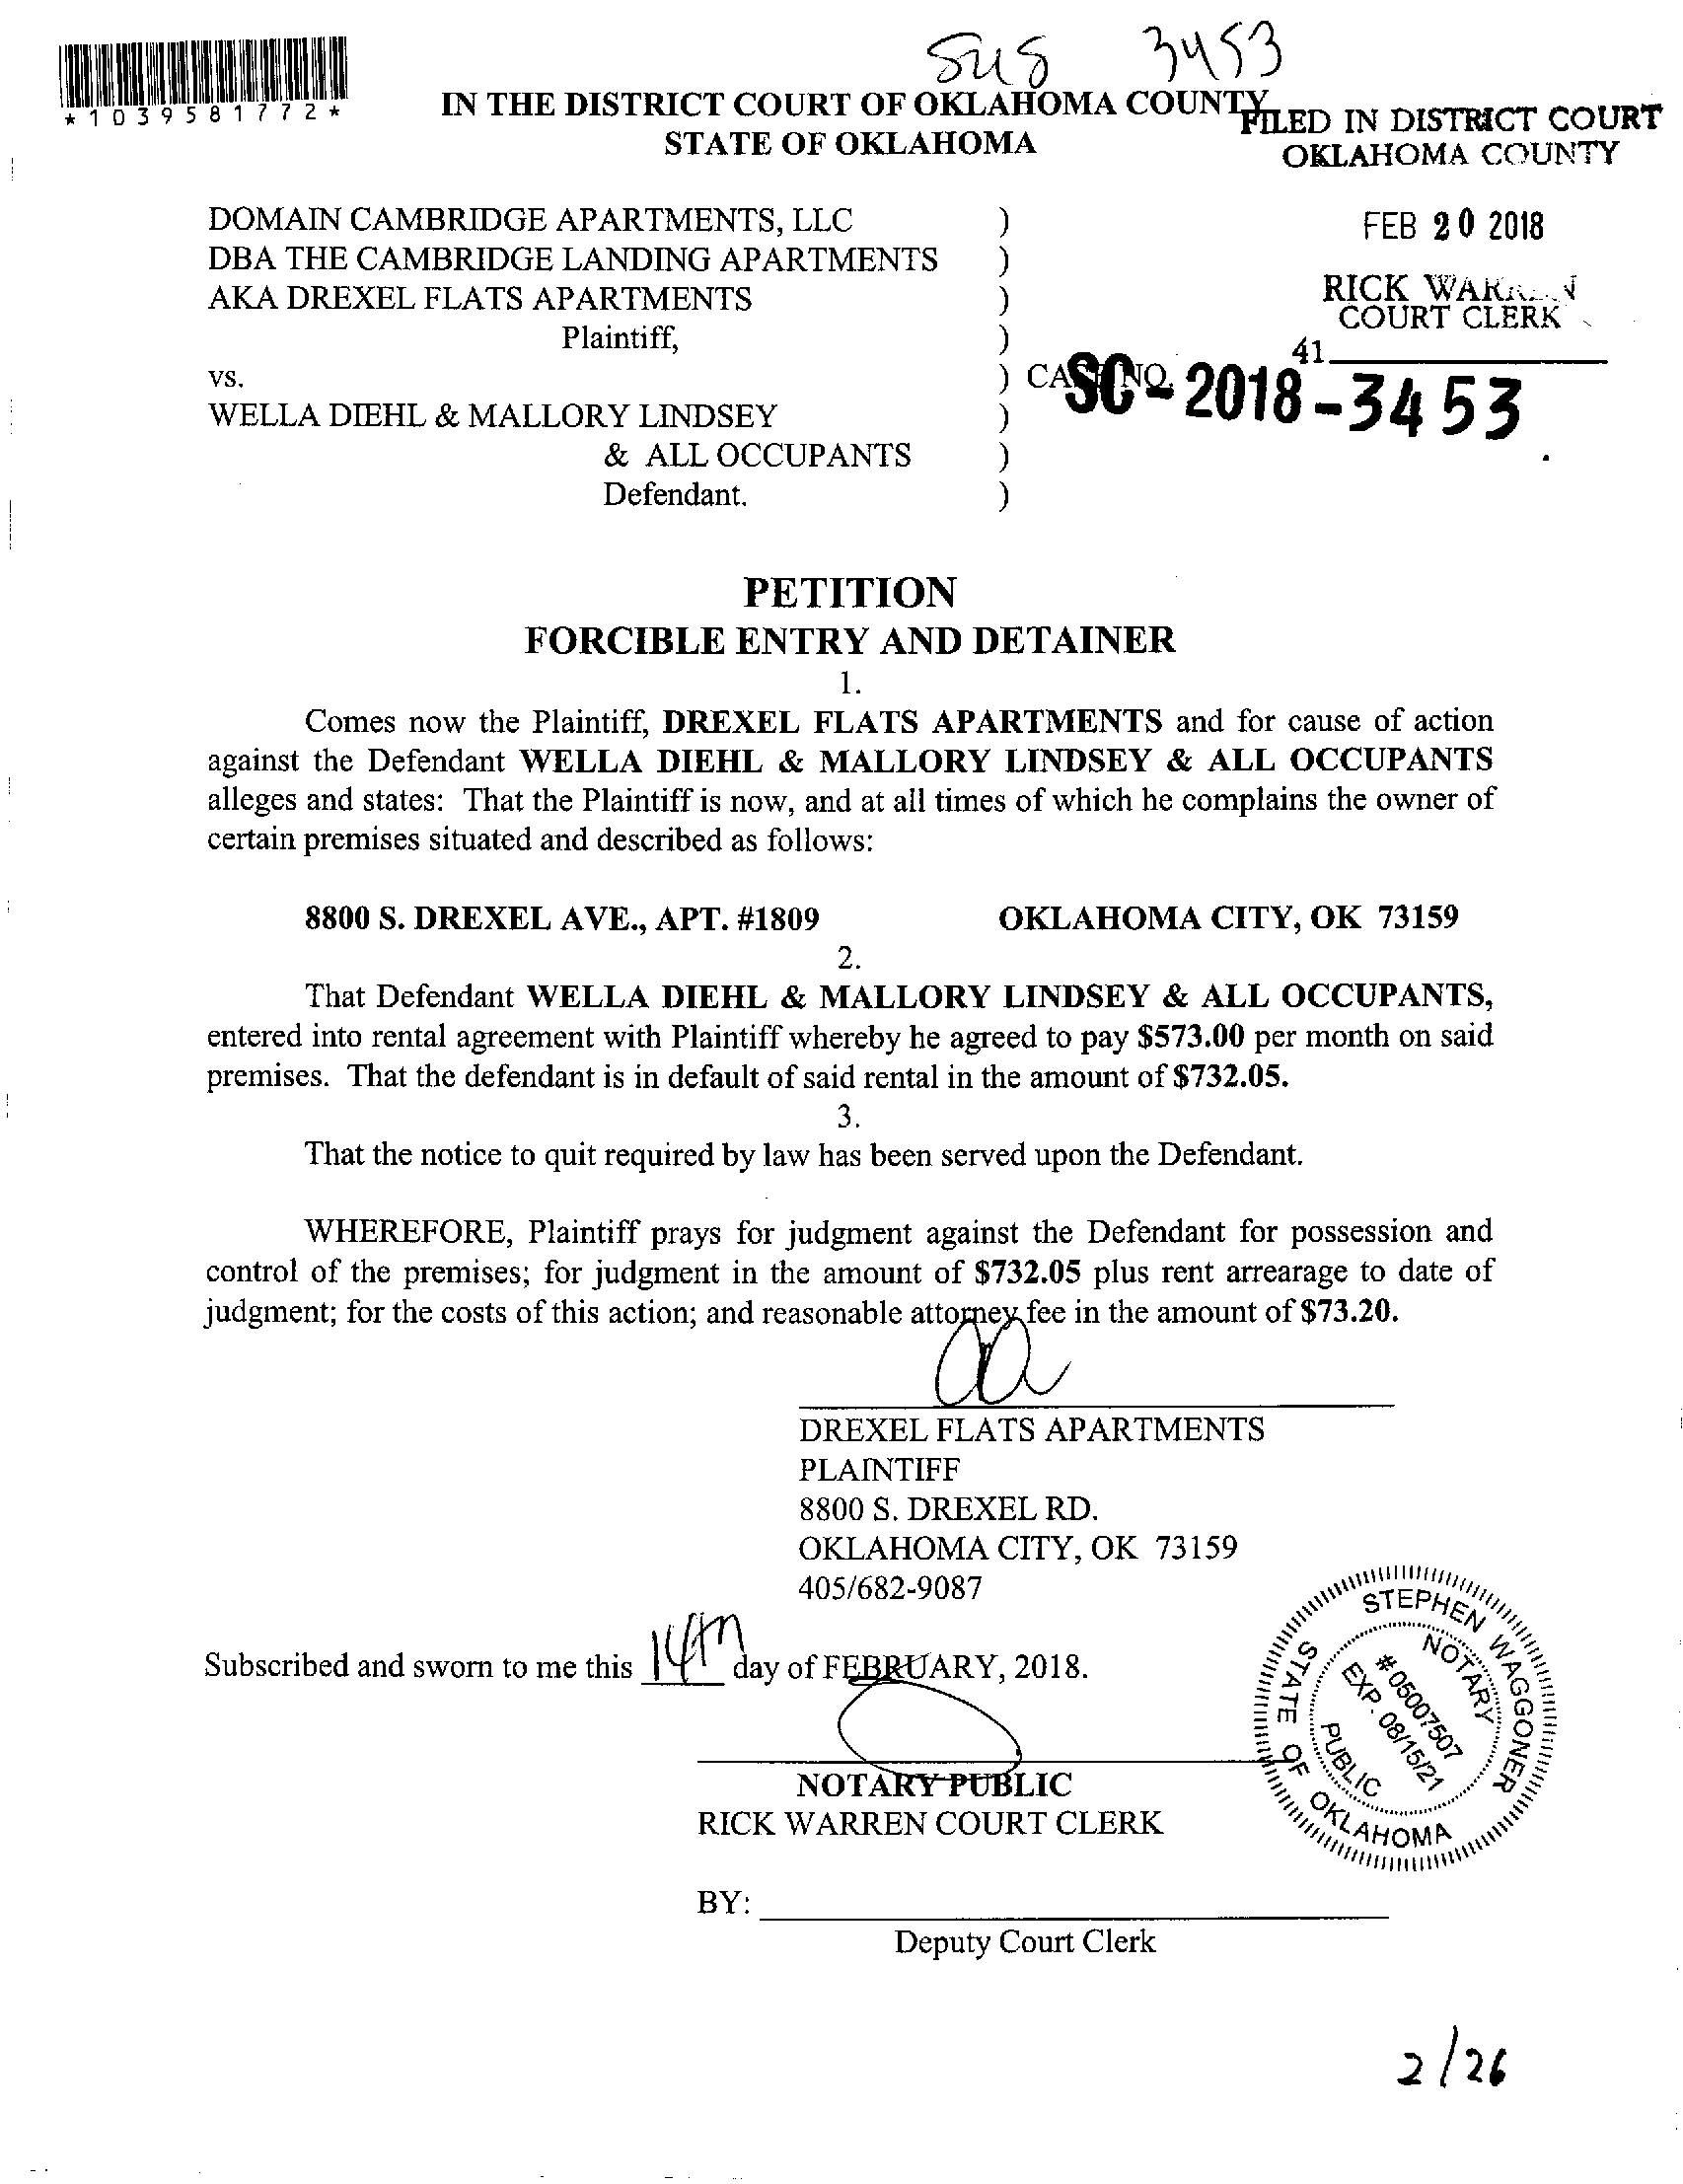 3453
*1039581772*
IN THE DISTRICT COURT OF OKLAHOMA COUNTY
STATE OF OKLAHOMA
FILED IN DISTRICT COURT
OKLAHOMA COUNTY
FEB 20 2018
RICK
COURT CLERK
41
DOMAIN CAMBRIDGE APARTMENTS, LLC )
DBA THE CAMBRIDGE LANDING APARTMENTS )
AKA DREXEL FLATS APARTMENTS )
Plaintiff, )
vs. ) CASE NO. SC-2018-3453
WELLA DIEHL & MALLORY LINDSEY )
& ALL OCCUPANTS )
Defendant. )
PETITION
FORCIBLE ENTRY AND DETAINER
1.
Comes now the Plaintiff, DREXEL FLATS APARTMENTS and for cause of action
against the Defendant WELLA DIEHL & MALLORY LINDSEY & ALL OCCUPANTS
alleges and states: That the Plaintiff is now, and at all times of which he complains the owner of
certain premises situated and described as follows:
8800 S. DREXEL AVE., APT. #1809 OKLAHOMA CITY, OK 73159
2.
That Defendant WELLA DIEHL & MALLORY LINDSEY & ALL OCCUPANTS,
entered into rental agreement with Plaintiff whereby he agreed to pay $573.00 per month on said
premises. That the defendant is in default of said rental in the amount of $732.05.
3.
That the notice to quit required by law has been served upon the Defendant.
WHEREFORE, Plaintiff prays for judgment against the Defendant for possession and
control of the premises; for judgment in the amount of $732.05 plus rent arrearage to date of
judgment; for the costs of this action; and reasonable attorney fee in the amount of $73.20.
DREXEL FLATS APARTMENTS
PLAINTIFF
8800 S. DREXEL RD.
OKLAHOMA CITY, OK 73159
405/682-9087
Subscribed and sworn to me this 14th day of FEBRUARY, 2018.
NOTARY PUBLIC
RICK WARREN COURT CLERK
STEPHEN WAGGONER
NOTARY
#05007507
EXP. 08/15/21
PUBLIC
STATE OF OKLAHOMA
BY:
Deputy Court Clerk
2/26